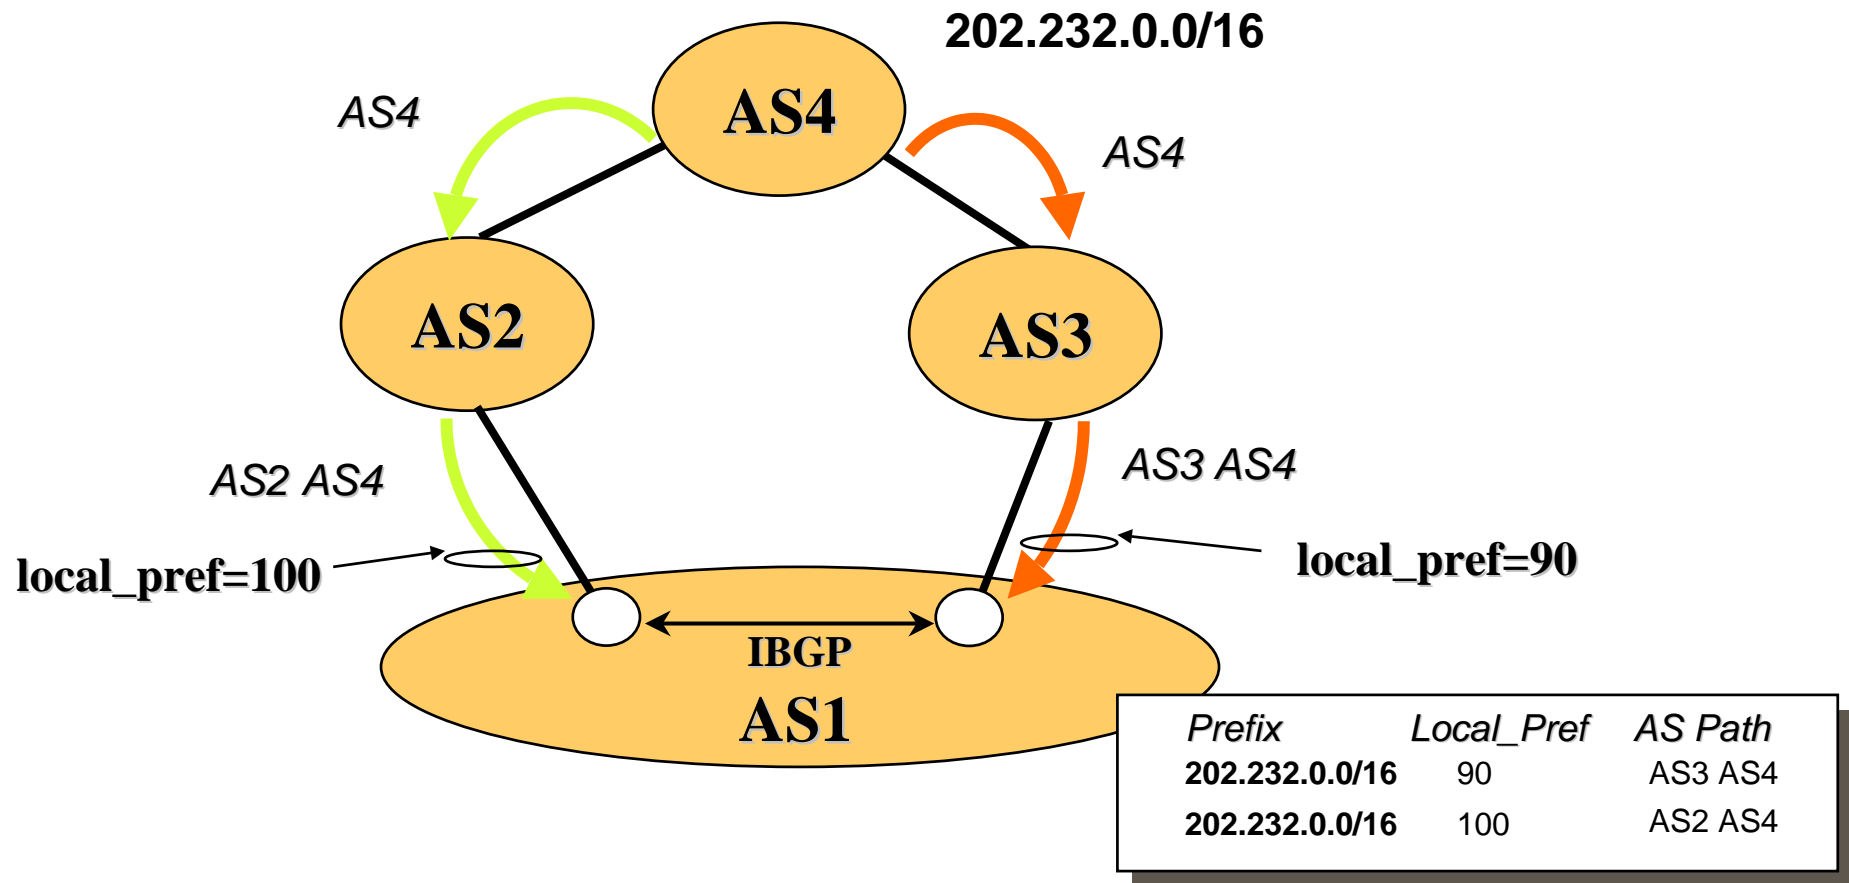 202.232.0.0/16
AS4
AS4
AS4
AS2
AS3
AS2 AS4
AS3 AS4
local_pref=100
local_pref=90
IBGP
AS1
Prefix Local_Pref AS Path
202.232.0.0/16 90 AS3 AS4
202.232.0.0/16 100 AS2 AS4